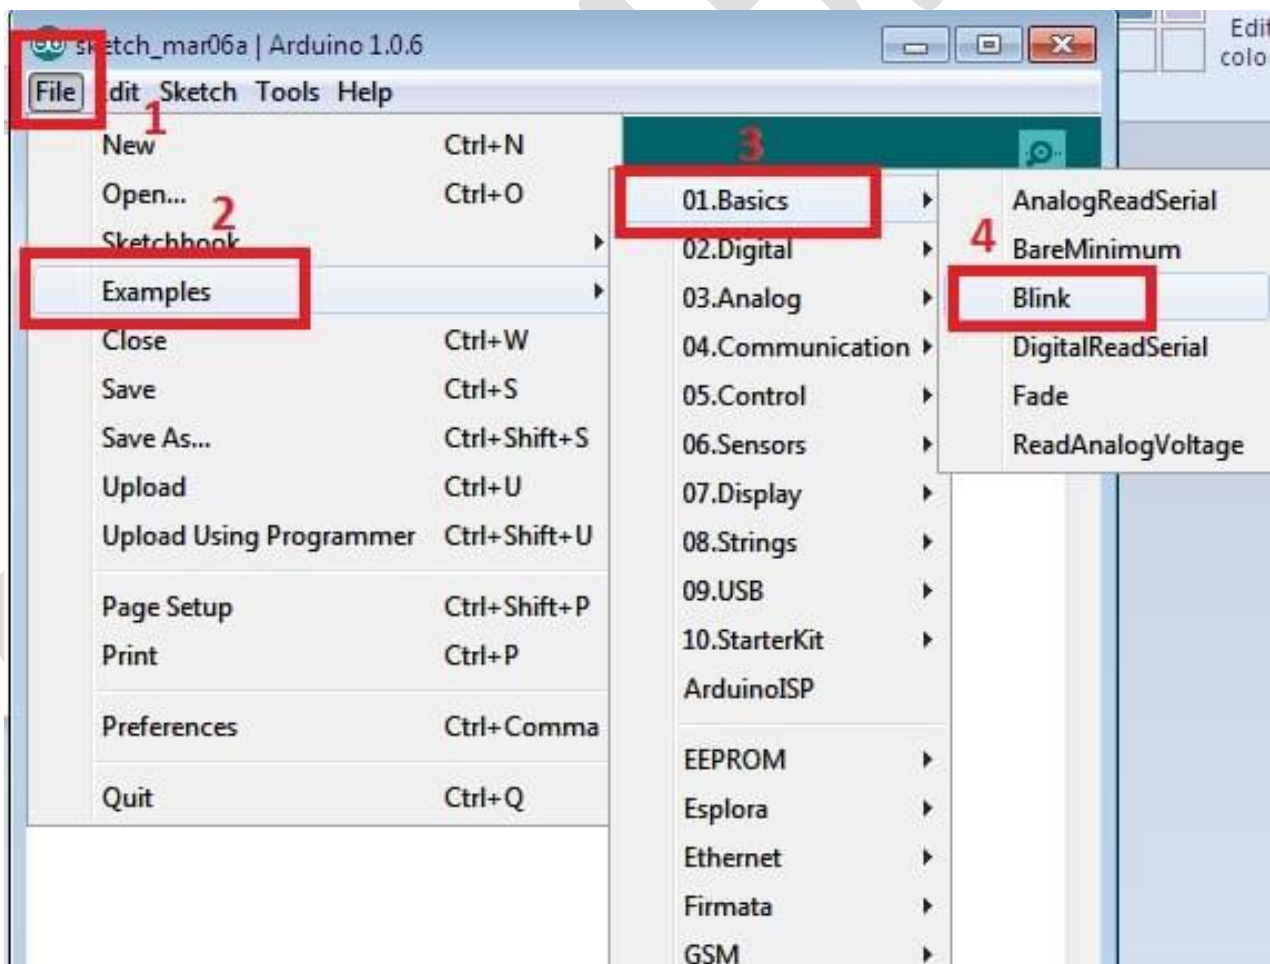 sketch_mar06a | Arduino 1.0.6
Edit
colo
File Edit Sketch Tools Help
1
New Ctrl+N
Open... Ctrl+O
2
Sketchbook
Examples
Close Ctrl+W
Save Ctrl+S
Save As... Ctrl+Shift+S
Upload Ctrl+U
Upload Using Programmer Ctrl+Shift+U
Page Setup Ctrl+Shift+P
Print Ctrl+P
Preferences Ctrl+Comma
Quit Ctrl+Q
3
01.Basics
02.Digital
03.Analog
04.Communication
05.Control
06.Sensors
07.Display
08.Strings
09.USB
10.StarterKit
ArduinoISP
EEPROM
Esplora
Ethernet
Firmata
GSM
AnalogReadSerial
4
BareMinimum
Blink
DigitalReadSerial
Fade
ReadAnalogVoltage